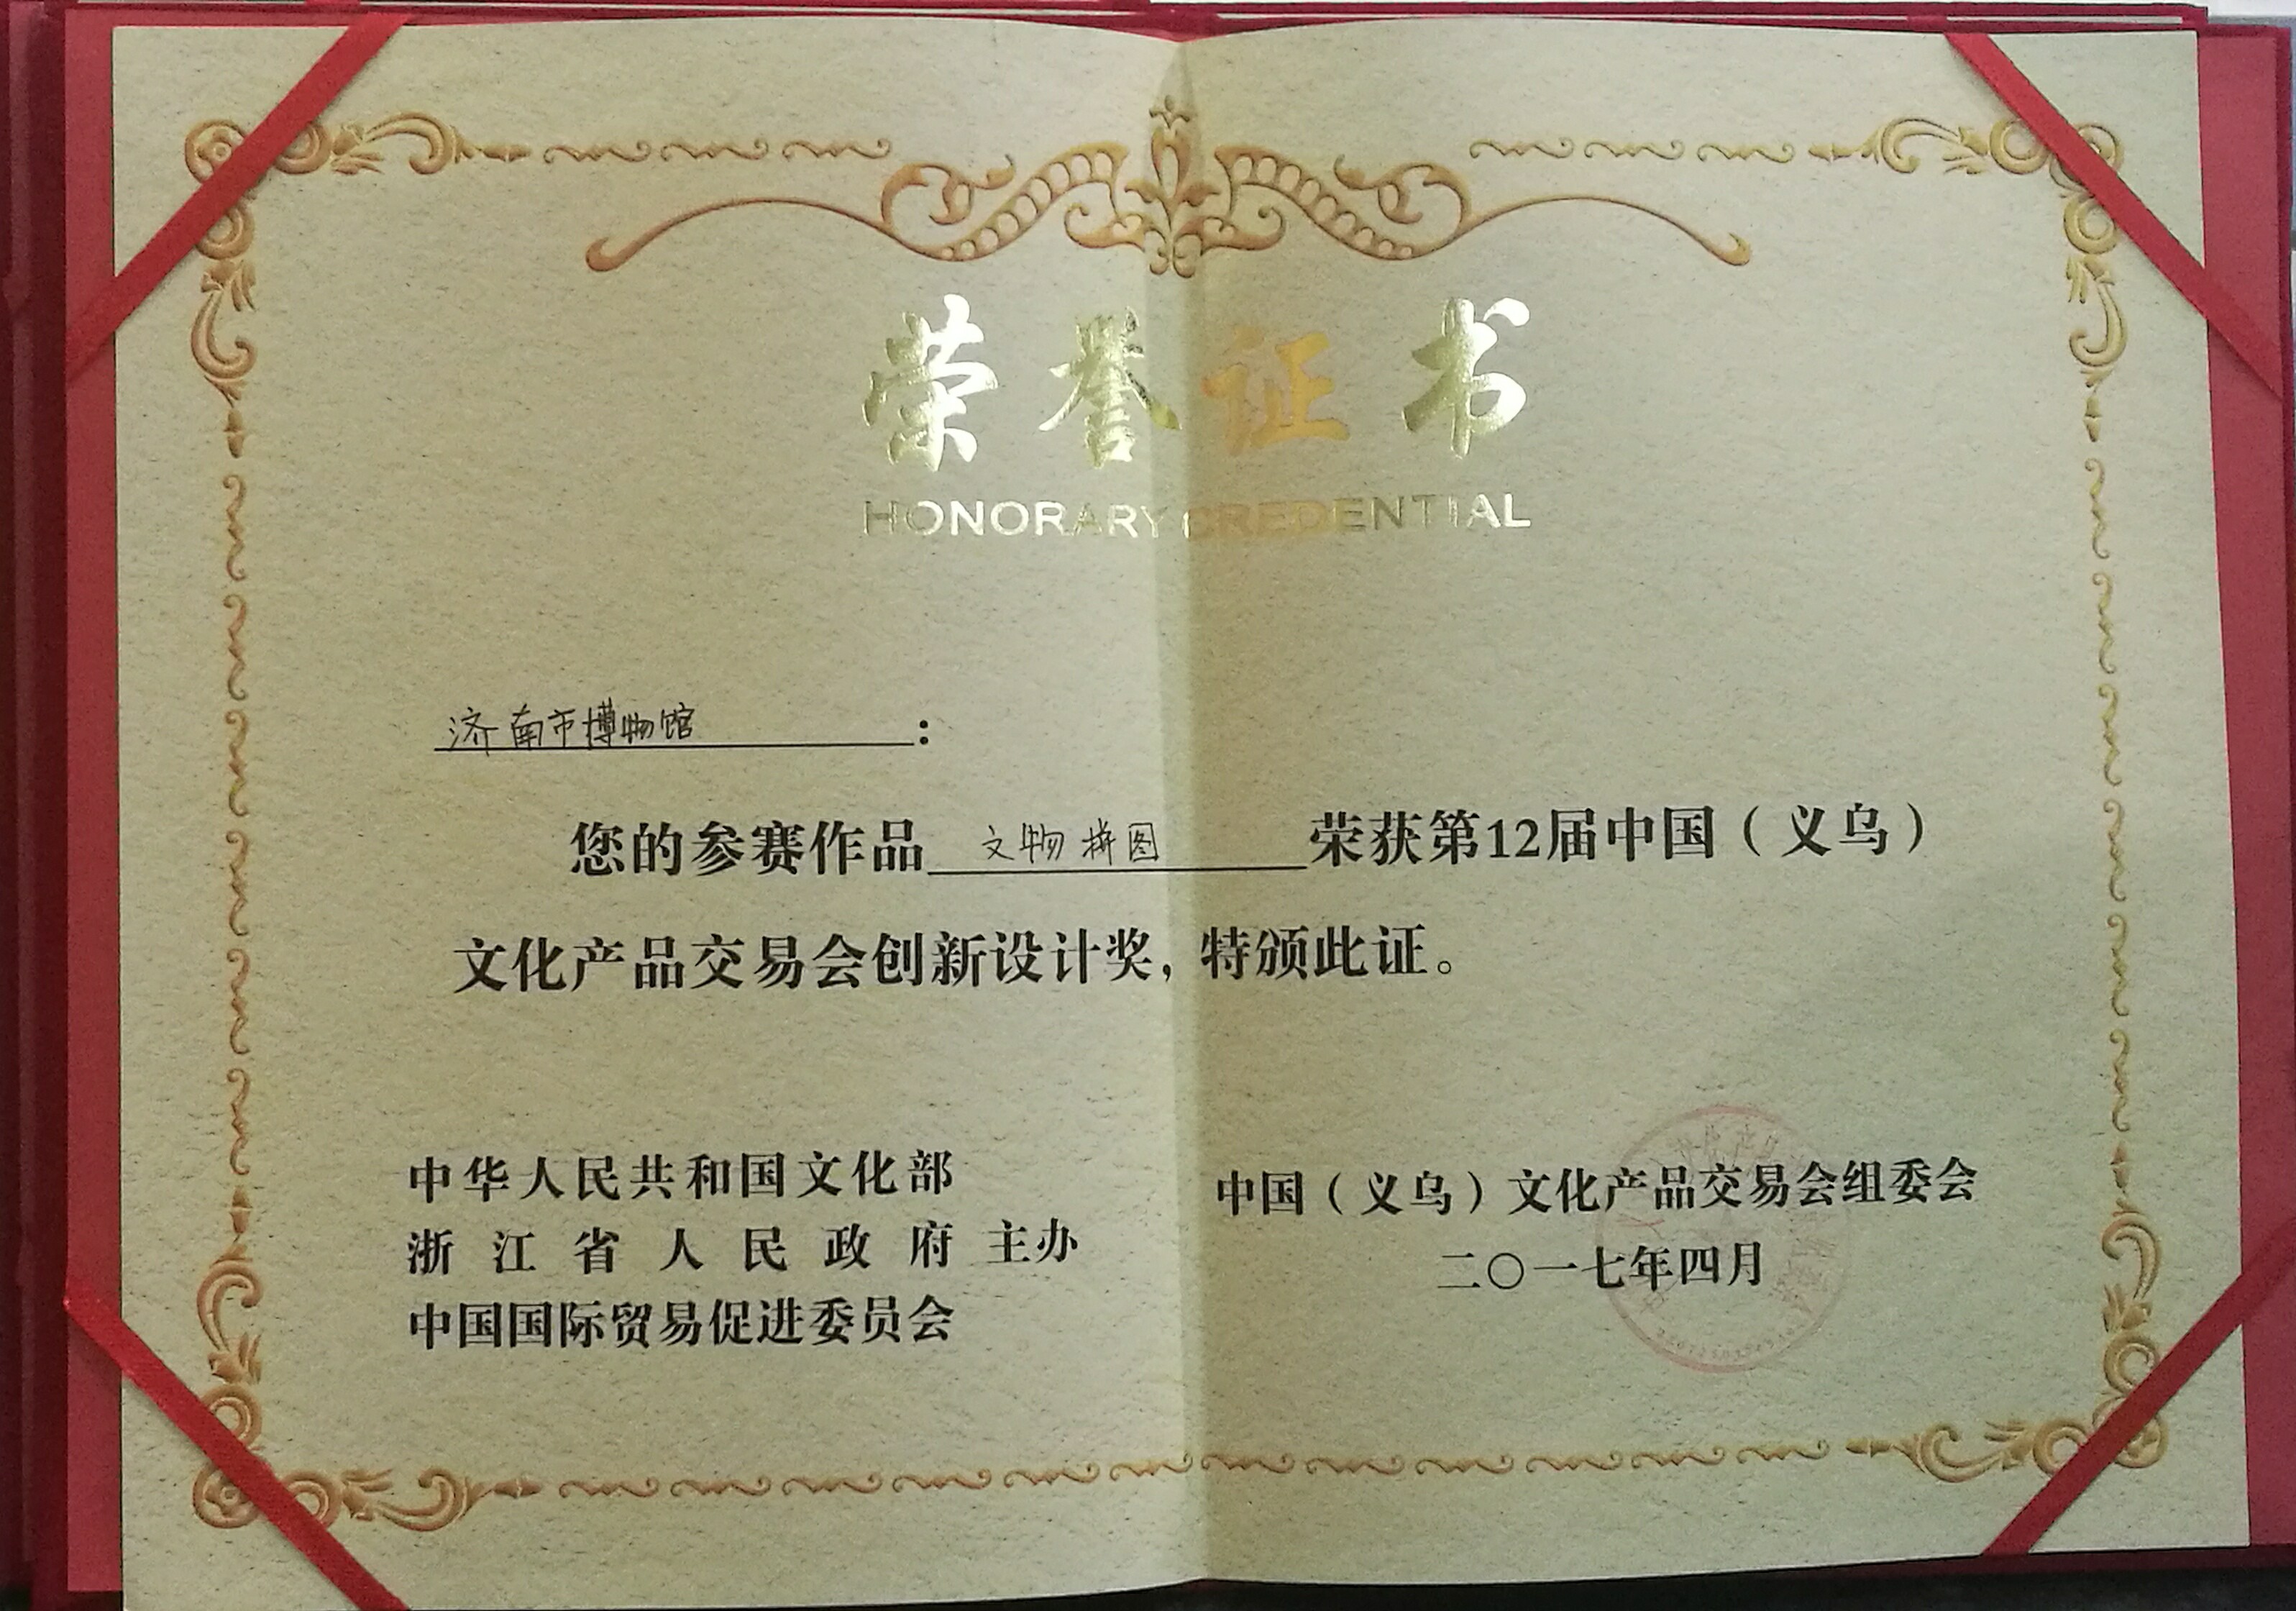 荣誉证书
HONORARY CREDENTIAL
济南市博物馆：
您的参赛作品 文物拼图 荣获第12届中国（义乌）
文化产品交易会创新设计奖，特颁此证。
中华人民共和国文化部
浙江省人民政府 主办
中国国际贸易促进委员会
中国（义乌）文化产品交易会组委会
二〇一七年四月